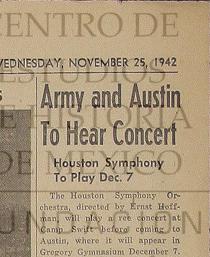 CENTRO DE
WEDNESDAY, NOVEMBER 25, 1942
ESTUDIOS
Army and Austin
To Hear Concert
E HISTORIA
Houston Symphony
To Play Dec. 7
DE MEXICO
The Houston Symphony Or-
chestra, directed by Ernst Hoff-
man, will play a ree concert at
Camp Swift before coming to
Austin, where it will appear in
Gregory Gymnasium December 7.